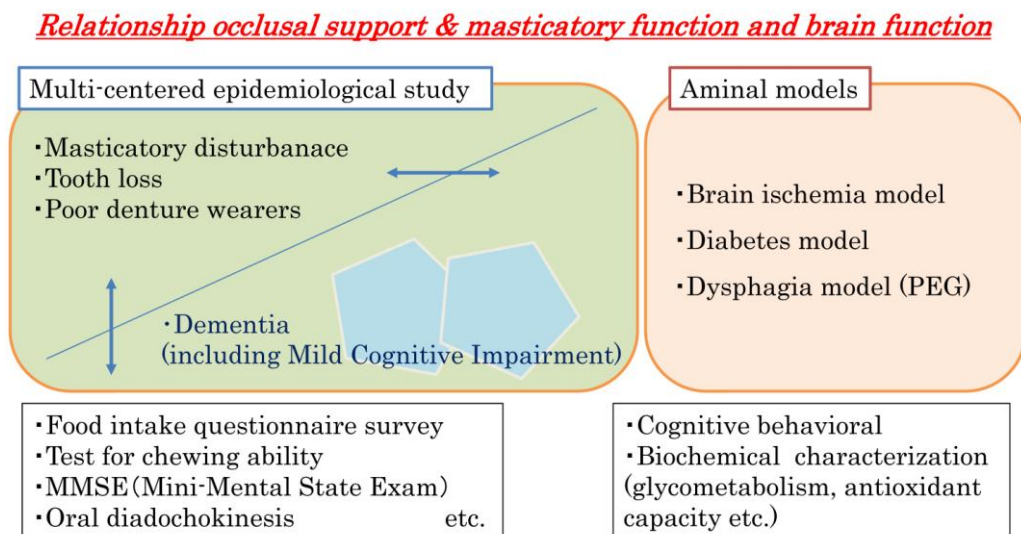 Relationship occlusal support & masticatory function and brain function
Multi-centered epidemiological study
・Masticatory disturbanace
・Tooth loss
・Poor denture wearers
・Dementia
(including Mild Cognitive Impairment)
・Food intake questionnaire survey
・Test for chewing ability
・MMSE(Mini-Mental State Exam)
・Oral diadochokinesis etc.
Aminal models
・Brain ischemia model
・Diabetes model
・Dysphagia model (PEG)
・Cognitive behavioral
・Biochemical characterization
(glycometabolism, antioxidant
capacity etc.)